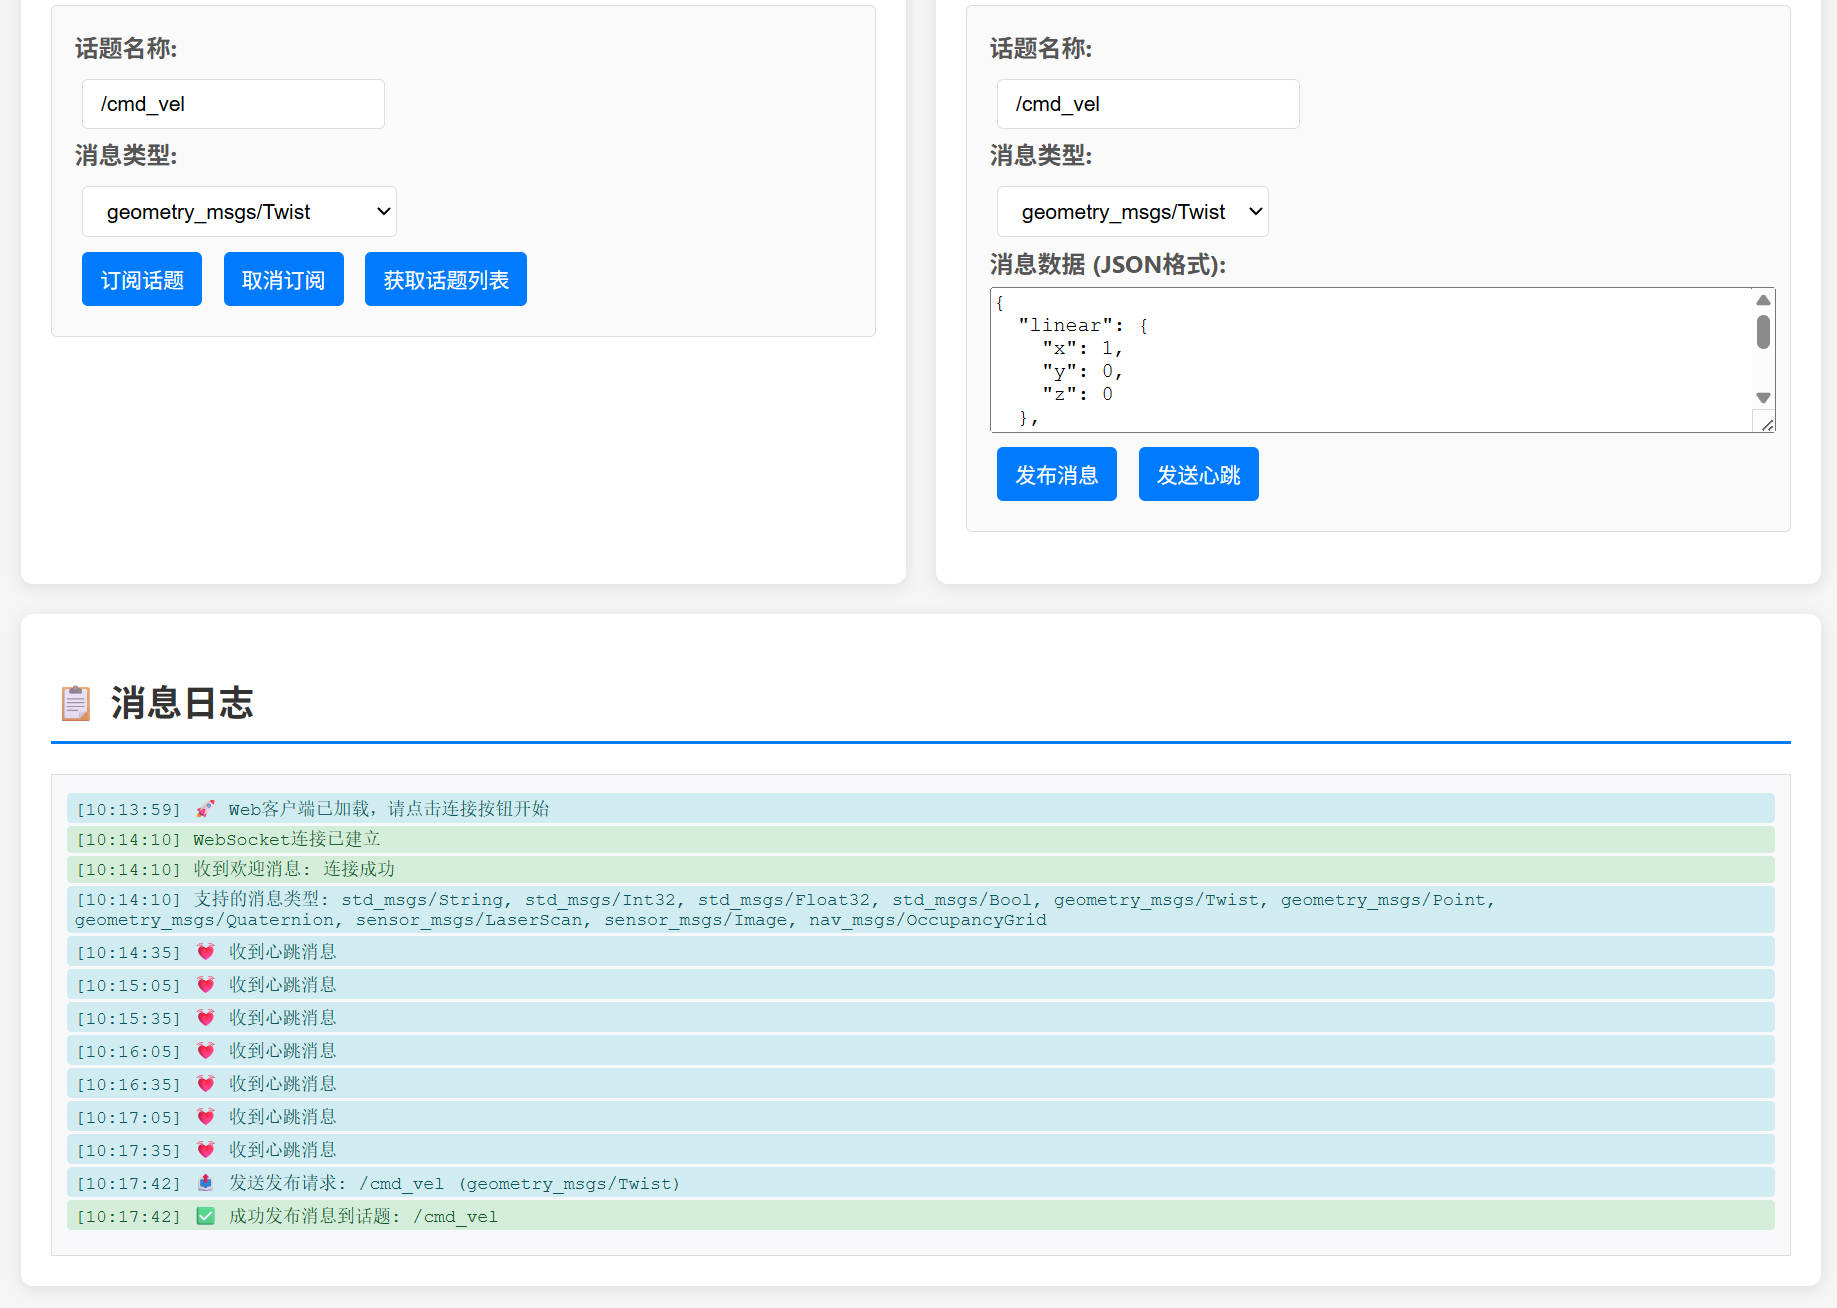 话题名称:
/cmd_vel
消息类型:
geometry_msgs/Twist
订阅话题
取消订阅
获取话题列表
话题名称:
/cmd_vel
消息类型:
geometry_msgs/Twist
消息数据 (JSON格式):
{
"linear": {
"x": 1,
"y": 0,
"z": 0
},
发布消息
发送心跳
📋 消息日志
[10:13:59] 🚀 Web客户端已加载，请点击连接按钮开始
[10:14:10] WebSocket连接已建立
[10:14:10] 收到欢迎消息: 连接成功
[10:14:10] 支持的消息类型: std_msgs/String, std_msgs/Int32, std_msgs/Float32, std_msgs/Bool, geometry_msgs/Twist, geometry_msgs/Point,
geometry_msgs/Quaternion, sensor_msgs/LaserScan, sensor_msgs/Image, nav_msgs/OccupancyGrid
[10:14:35] 💓 收到心跳消息
[10:15:05] 💓 收到心跳消息
[10:15:35] 💓 收到心跳消息
[10:16:05] 💓 收到心跳消息
[10:16:35] 💓 收到心跳消息
[10:17:05] 💓 收到心跳消息
[10:17:35] 💓 收到心跳消息
[10:17:42] 📤 发送发布请求: /cmd_vel (geometry_msgs/Twist)
[10:17:42] ✅ 成功发布消息到话题: /cmd_vel